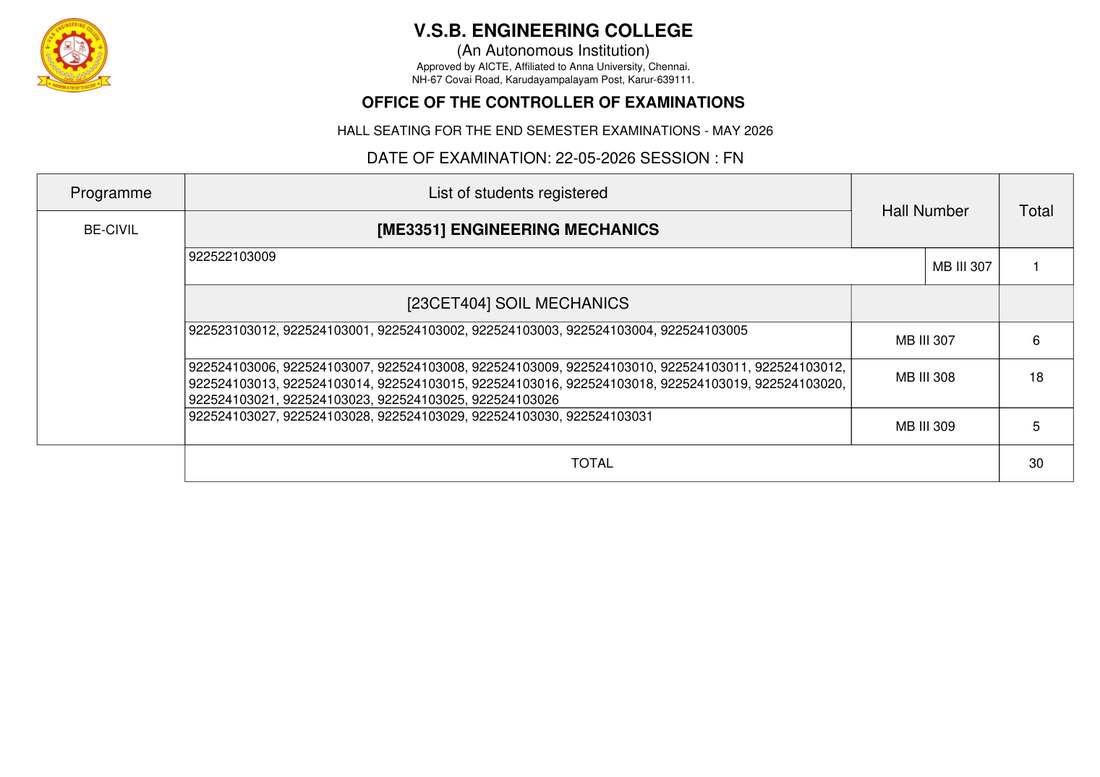 V.S.B. ENGINEERING COLLEGE
(An Autonomous Institution)
Approved by AICTE, Affiliated to Anna University, Chennai.
NH-67 Covai Road, Karudayampalayam Post, Karur-639111.
OFFICE OF THE CONTROLLER OF EXAMINATIONS
HALL SEATING FOR THE END SEMESTER EXAMINATIONS - MAY 2026
DATE OF EXAMINATION: 22-05-2026 SESSION : FN
Programme
List of students registered
Hall Number
Total
BE-CIVIL
[ME3351] ENGINEERING MECHANICS
922522103009
MB III 307
1
[23CET404] SOIL MECHANICS
922523103012, 922524103001, 922524103002, 922524103003, 922524103004, 922524103005
MB III 307
6
922524103006, 922524103007, 922524103008, 922524103009, 922524103010, 922524103011, 922524103012,
922524103013, 922524103014, 922524103015, 922524103016, 922524103018, 922524103019, 922524103020,
922524103021, 922524103023, 922524103025, 922524103026
MB III 308
18
922524103027, 922524103028, 922524103029, 922524103030, 922524103031
MB III 309
5
TOTAL
30